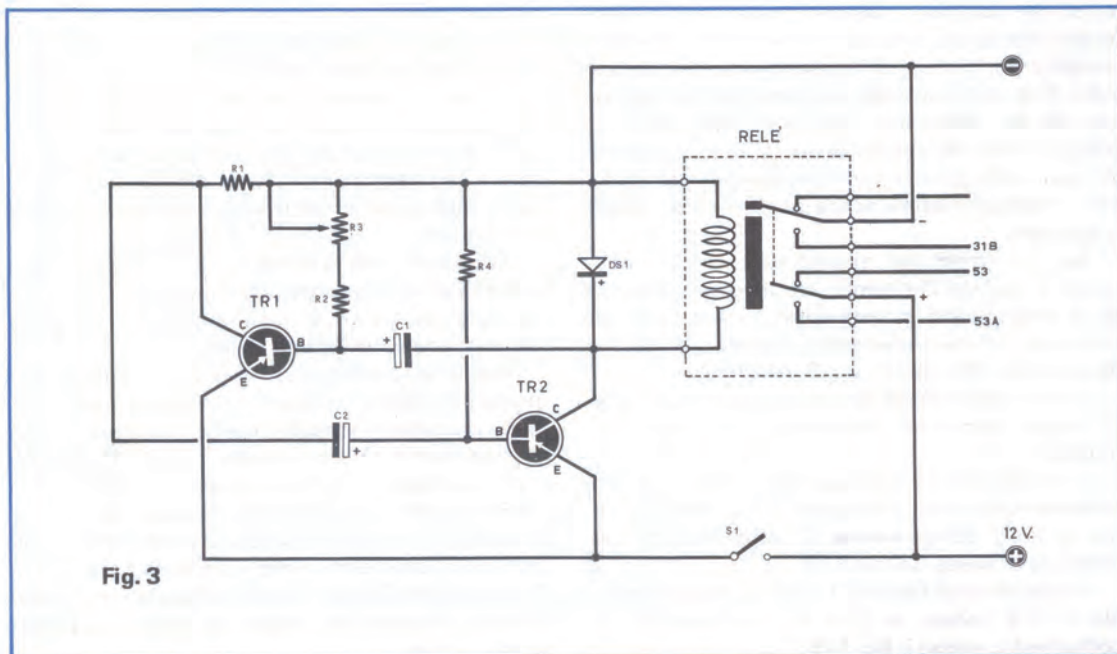 RELE'
R1
R3
R4
DS1
31B
53
53A
TR1
R2
C1
+
C
B
E
TR2
C2
+
B
C
E
S1
12 V.
+
-
-
+
Fig. 3